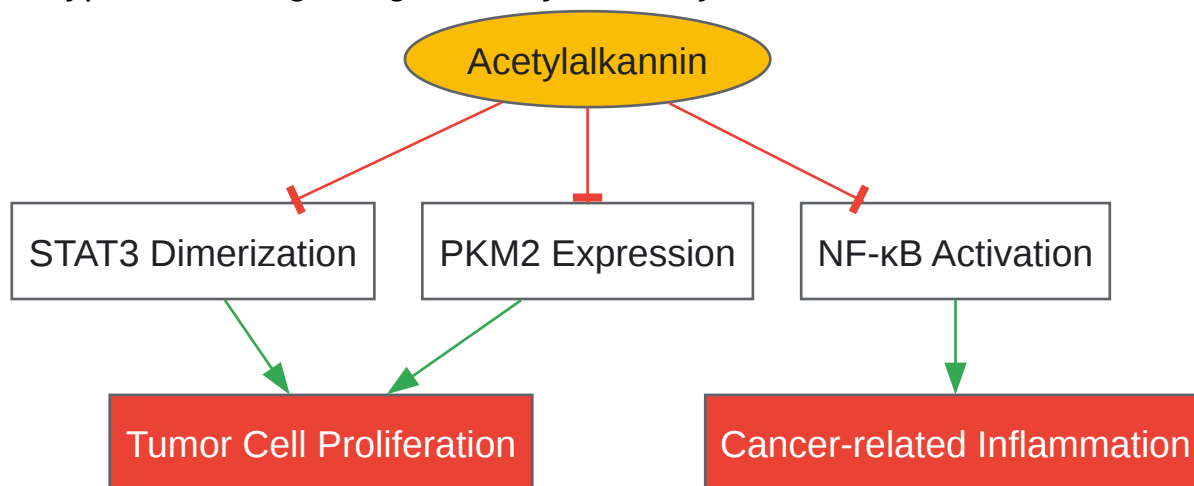 Acetylalkannin
STAT3 Dimerization
PKM2 Expression
NF-κB Activation
Tumor Cell Proliferation
Cancer-related Inflammation